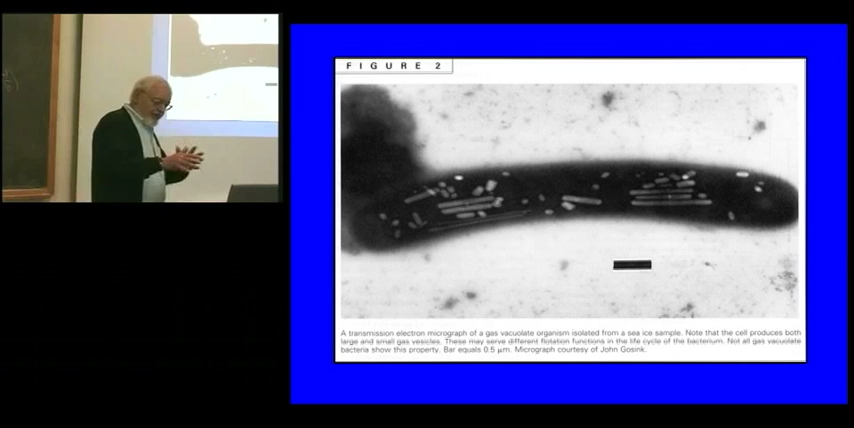 FIGURE 2
A transmission electron micrograph of a gas vacuolate organism isolated from a sea ice sample. Note that the cell produces both
large and small gas vesicles. These may serve different flotation functions in the life cycle of the bacterium. Not all gas vacuolate
bacteria show this property. Bar equals 0.5 μm. Micrograph courtesy of John Gosink.